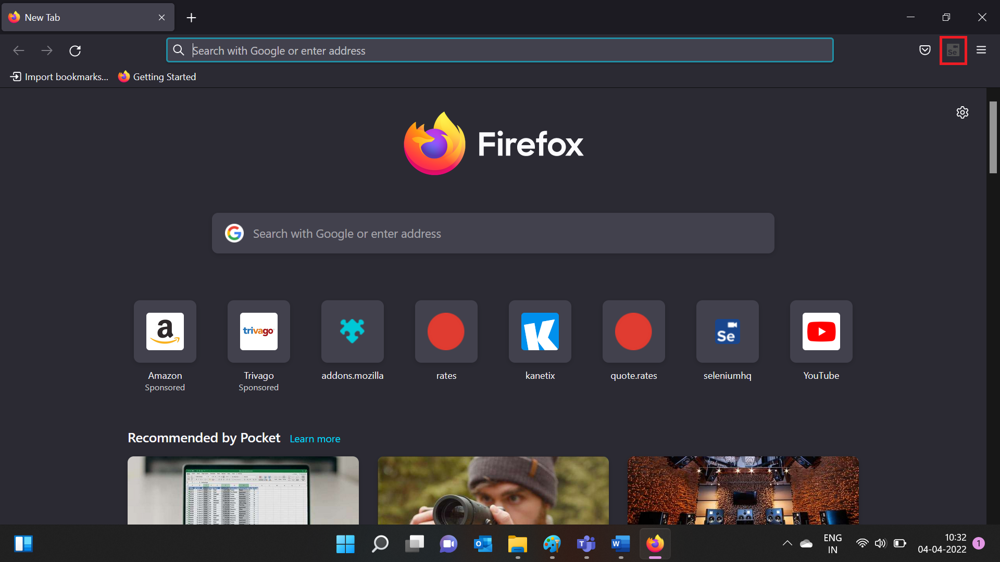 New Tab
Search with Google or enter address
Se
Import bookmarks...
Getting Started
Firefox
Search with Google or enter address
a
trivago
Se
Amazon
Trivago
addons.mozilla
rates
kanetix
quote.rates
seleniumhq
YouTube
Sponsored
Sponsored
Recommended by Pocket
Learn more
ENG
IN
10:32
04-04-2022
1